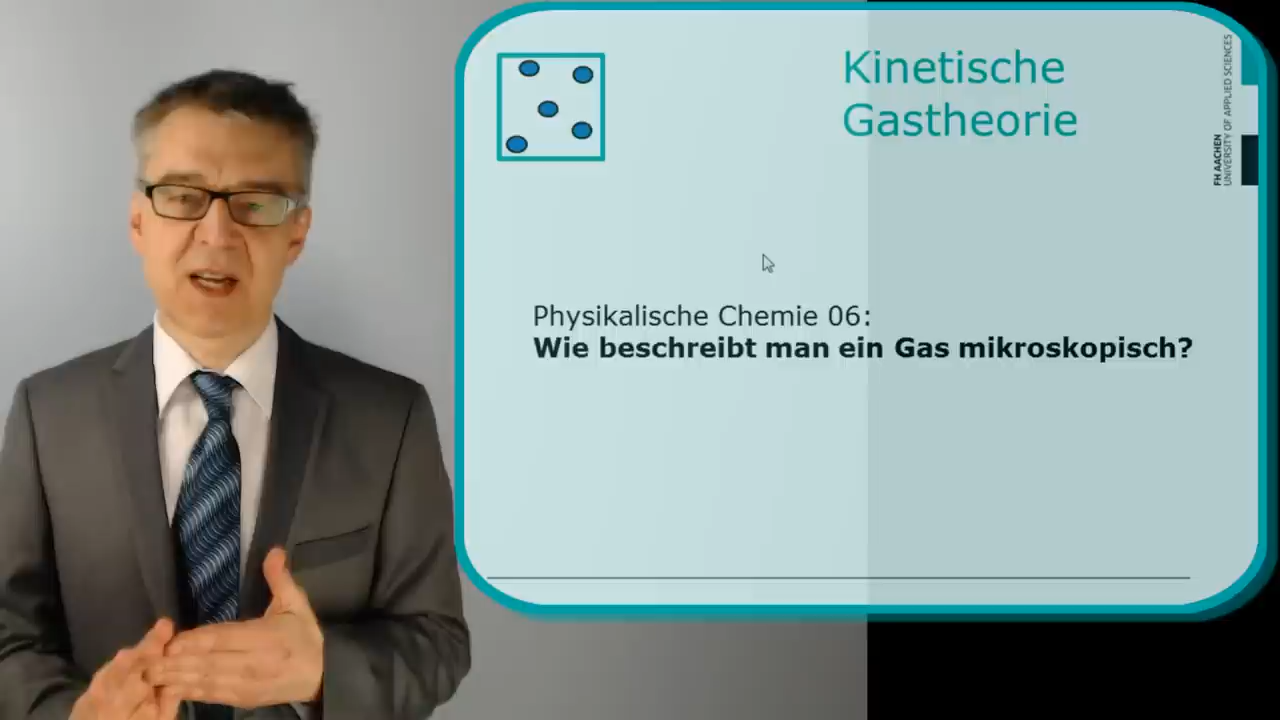 Kinetische
Gastheorie
FH AACHEN
UNIVERSITY OF APPLIED SCIENCES
Physikalische Chemie 06:
Wie beschreibt man ein Gas mikroskopisch?